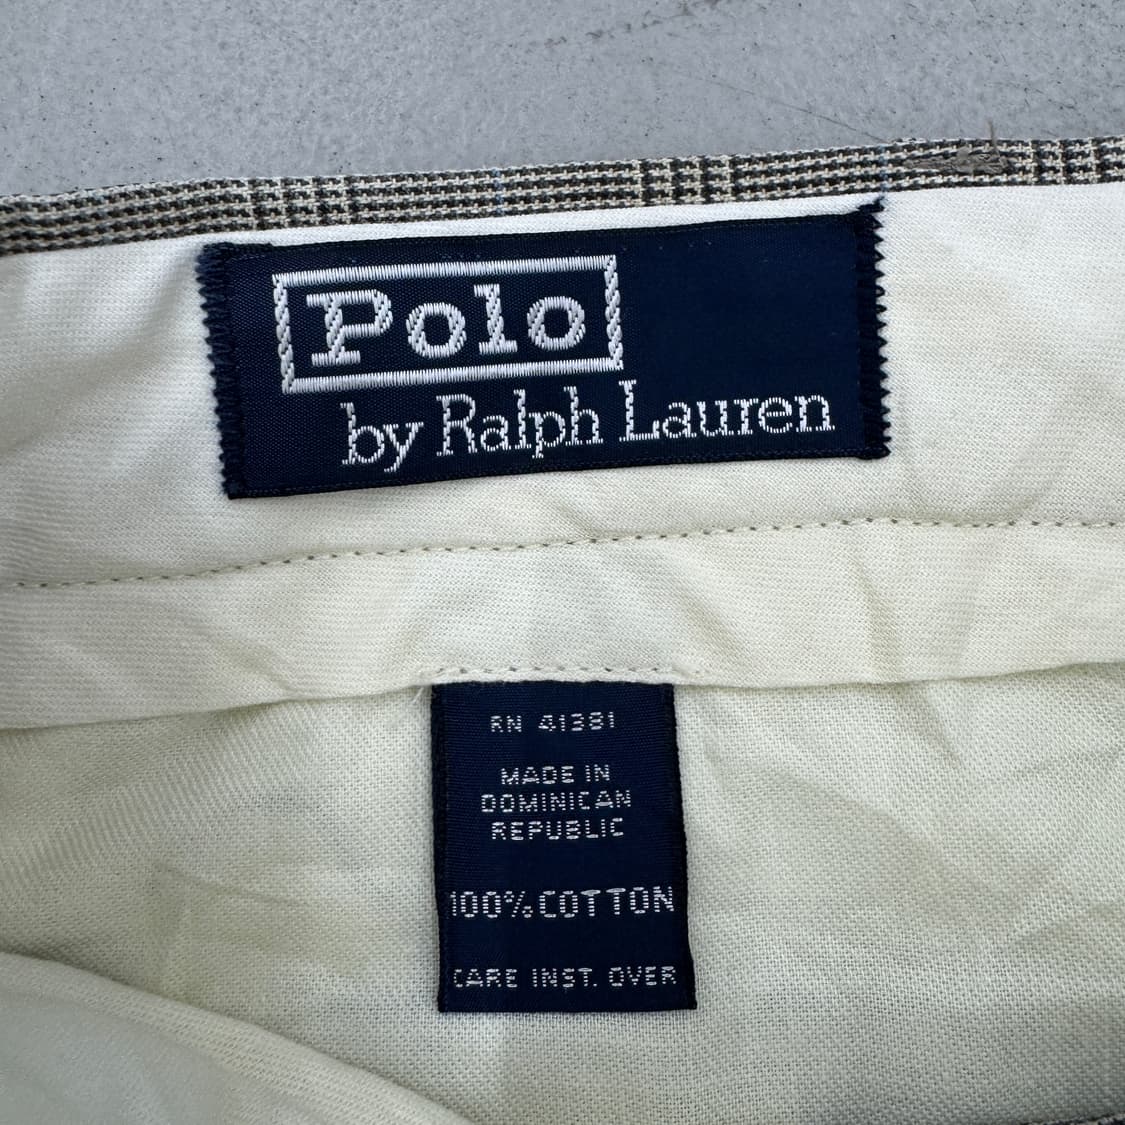 Polo
by Ralph Lauren
RN 41381
MADE IN
DOMINICAN
REPUBLIC
100% COTTON
CARE INST. OVER